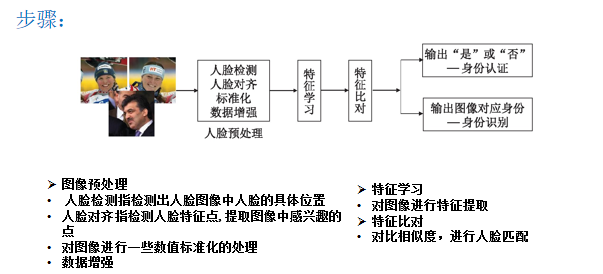 步骤：
人脸检测
人脸对齐
标准化
数据增强
人脸预处理
特征学习
特征比对
输出“是”或“否”
—身份认证
输出图像对应身份
—身份识别
➢ 图像预处理
• 人脸检测指检测出人脸图像中人脸的具体位置
• 人脸对齐指检测人脸特征点,提取图像中感兴趣的
点
• 对图像进行一些数值标准化的处理
• 数据增强
➢ 特征学习
• 对图像进行特征提取
➢ 特征比对
• 对比相似度，进行人脸匹配